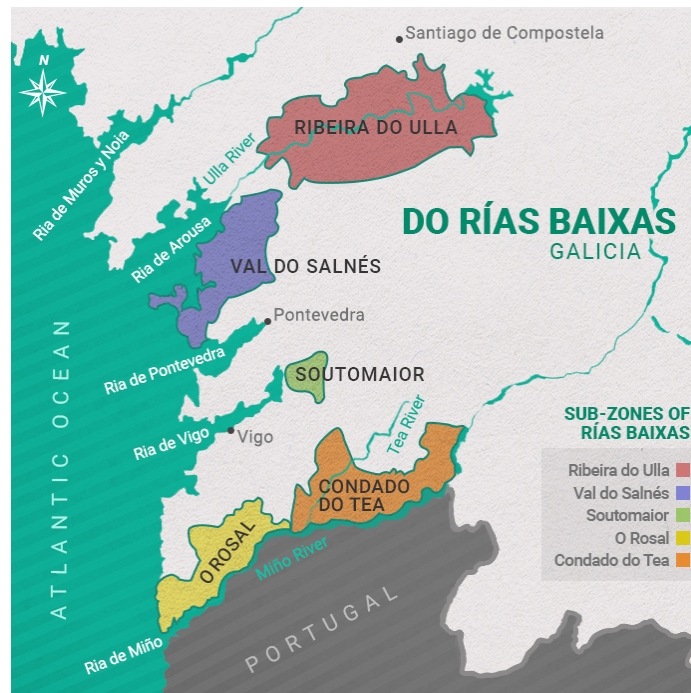 N
Santiago de Compostela
RIBEIRA DO ULLA
Ulla River
Ria de Muros y Noia
DO RÍAS BAIXAS
GALICIA
Ria de Arousa
VAL DO SALNÉS
Pontevedra
ATLANTIC OCEAN
Ria de Pontevedra
SOUTOMAIOR
Tea River
Ria de Vigo
Vigo
SUB-ZONES OF
RÍAS BAIXAS
Ribeira do Ulla
Val do Salnés
Soutomaior
O Rosal
Condado do Tea
CONDADO
DO TEA
O ROSAL
Miño River
PORTUGAL
Ria de Miño